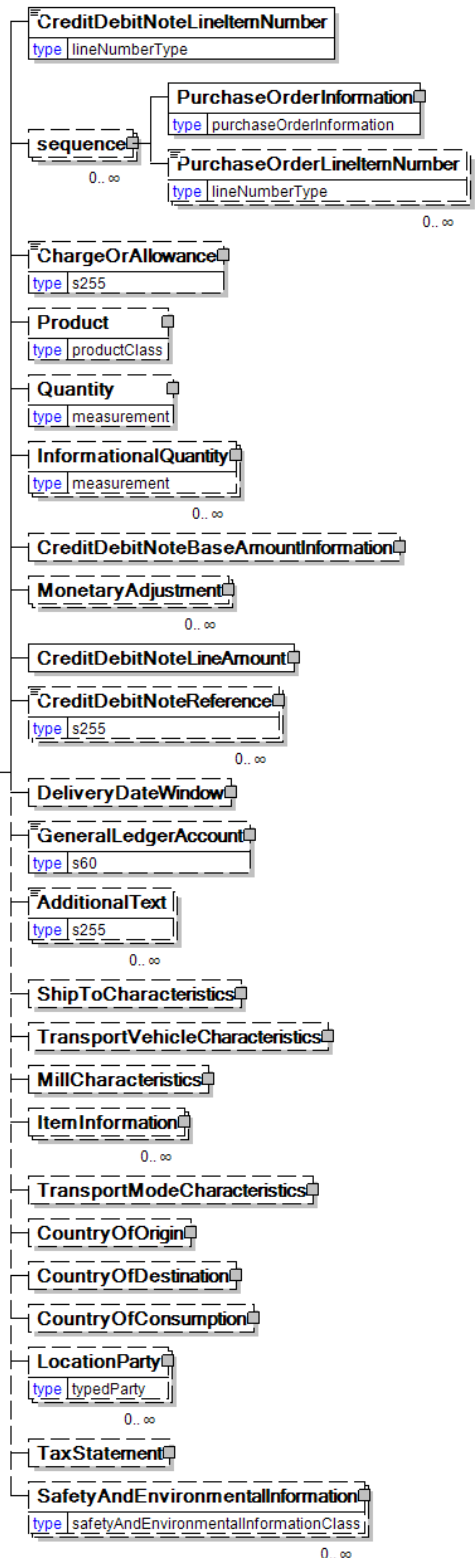 CreditDebitNoteLineItemNumber
type lineNumberType
PurchaseOrderInformation
type purchaseOrderInformation
sequence
0.. ∞
PurchaseOrderLineItemNumber
type lineNumberType
0.. ∞
ChargeOrAllowance
type s255
Product
type productClass
Quantity
type measurement
InformationalQuantity
type measurement
0.. ∞
CreditDebitNoteBaseAmountInformation
MonetaryAdjustment
0.. ∞
CreditDebitNoteLineAmount
CreditDebitNoteReference
type s255
0.. ∞
DeliveryDateWindow
GeneralLedgerAccount
type s60
AdditionalText
type s255
0.. ∞
ShipToCharacteristics
TransportVehicleCharacteristics
MillCharacteristics
ItemInformation
0.. ∞
TransportModeCharacteristics
CountryOfOrigin
CountryOfDestination
CountryOfConsumption
LocationParty
type typedParty
0.. ∞
TaxStatement
SafetyAndEnvironmentalInformation
type safetyAndEnvironmentalInformationClass
0.. ∞